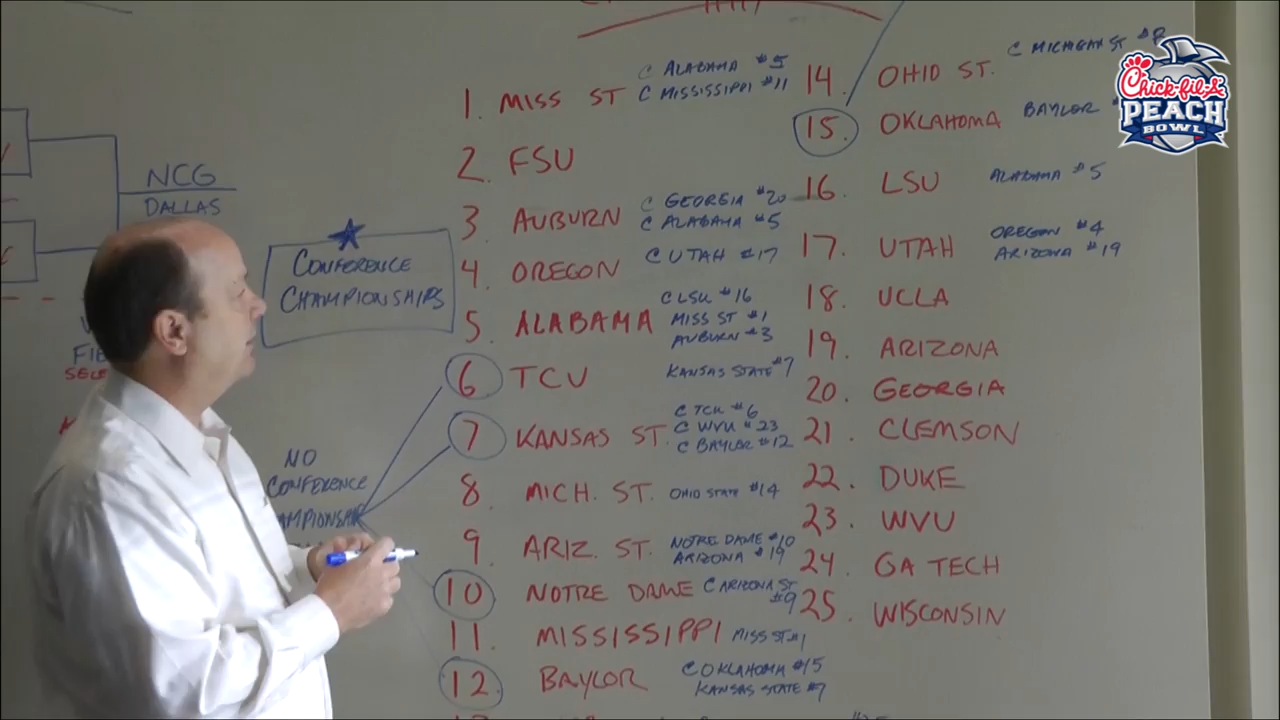 NCG
DALLAS
CONFERENCE
CHAMPIONSHIPS
NO
CONFERENCE
1. MISS ST C ALABAMA #5
C MISSISSIPPI #11
2. FSU
3. AUBURN C GEORGIA #20
C ALABAMA #5
4. OREGON C UTAH #17
5. ALABAMA C LSU #16
MISS ST #1
AUBURN #3
6 TCU KANSAS STATE #7
7 KANSAS ST. C TCU #6
C WVU #23
C BAYLOR #12
8. MICH. ST. OHIO STATE #14
9. ARIZ. ST. NOTRE DAME #10
ARIZONA #19
10 NOTRE DAME C ARIZONA ST
#9
11. MISSISSIPPI MISS ST #1
12. BAYLOR C OKLAHOMA #15
KANSAS STATE #7
14. OHIO ST. C MICHIGAN ST #8
15. OKLAHOMA BAYLOR
16. LSU ALABAMA #5
17. UTAH OREGON #4
ARIZONA #19
18. UCLA
19. ARIZONA
20. GEORGIA
21. CLEMSON
22. DUKE
23. WVU
24. GA TECH
25. WISCONSIN
Chick-fil-A
PEACH
BOWL